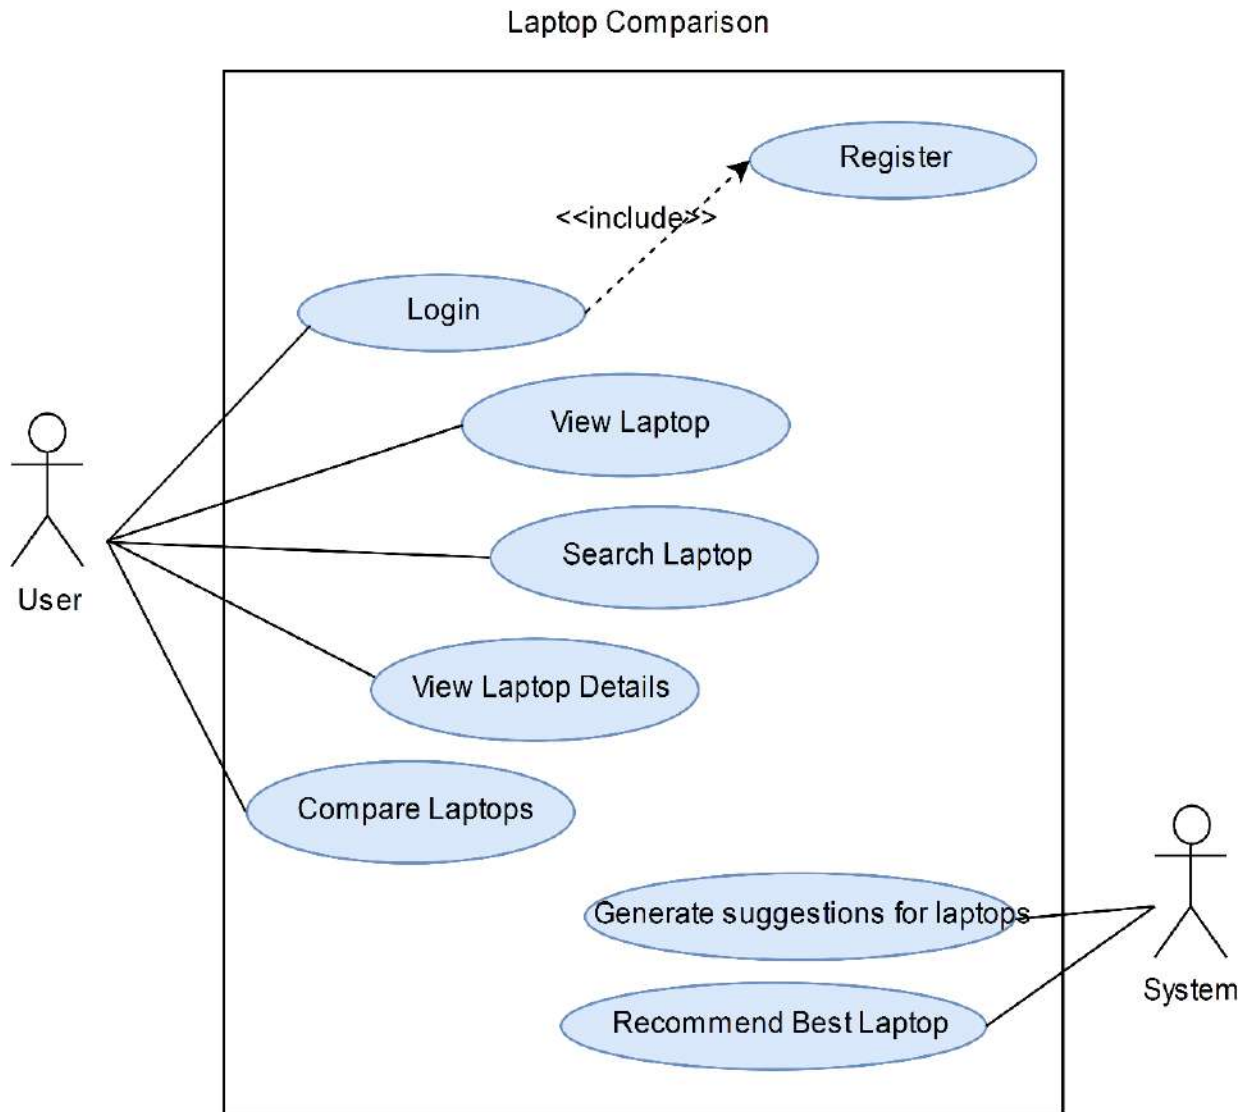 Laptop Comparison
Register
<<include>>
Login
View Laptop
Search Laptop
User
View Laptop Details
Compare Laptops
Generate suggestions for laptops
System
Recommend Best Laptop